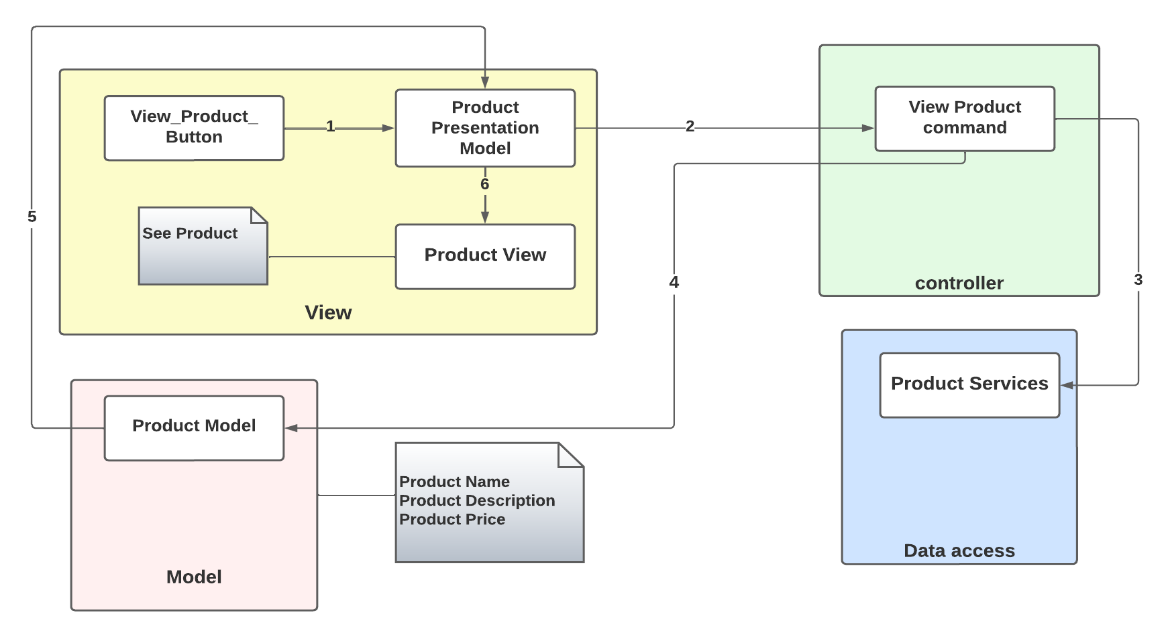 View_Product_
Button
1
Product
Presentation
Model
2
View Product
command
6
5
See Product
Product View
4
controller
3
View
Product Services
Product Model
Product Name
Product Description
Product Price
Data access
Model